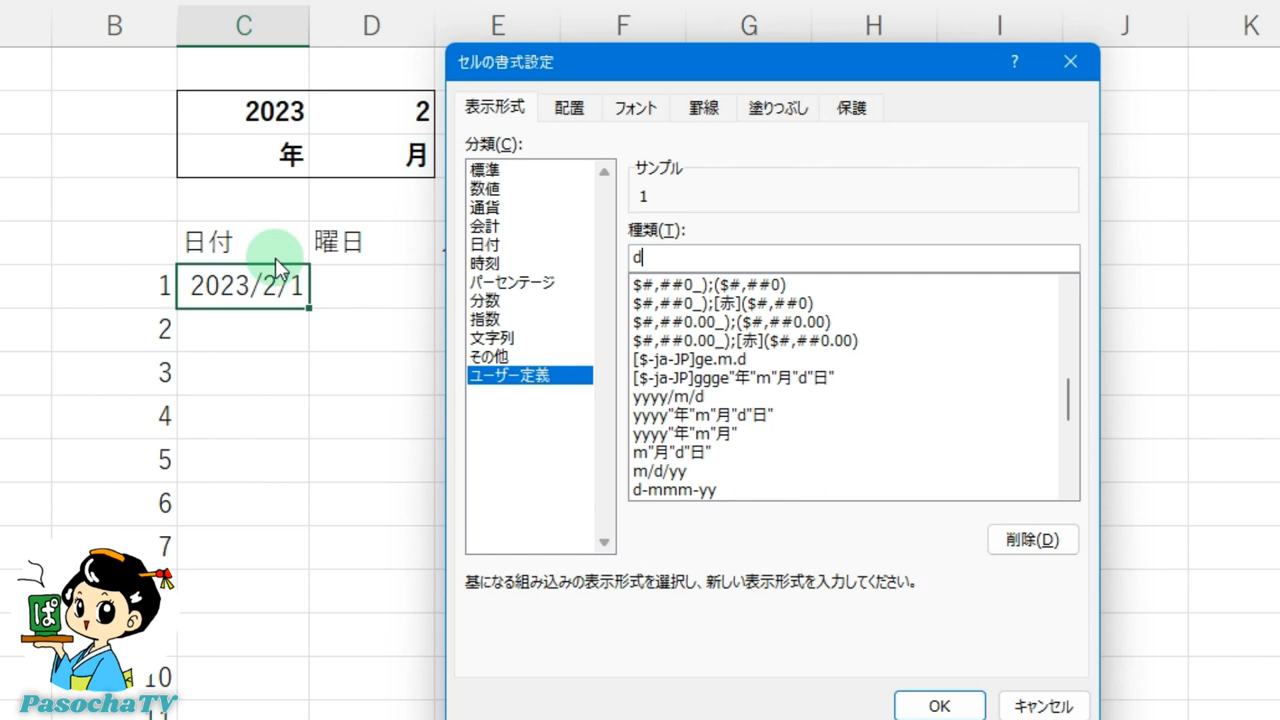 B C D E F G H I J K
セルの書式設定 ?
表示形式 配置 フォント 罫線 塗りつぶし 保護
2023 2
年 月
分類(C):
標準
数値
通貨
会計
日付
時刻
パーセンテージ
分数
指数
文字列
その他
ユーザー定義
サンプル
1
種類(T):
d
$#,##0_);($#,##0)
$#,##0_);[赤]($#,##0)
$#,##0.00_);($#,##0.00)
$#,##0.00_);[赤]($#,##0.00)
[$-ja-JP]ge.m.d
[$-ja-JP]ggge"年"m"月"d"日"
yyyy/m/d
yyyy"年"m"月"d"日"
yyyy"年"m"月"
m"月"d"日"
m/d/yy
d-mmm-yy
削除(D)
基になる組み込みの表示形式を選択し、新しい表示形式を入力してください。
OK キャンセル
日付 曜日
1 2023/2/1
2
3
4
5
6
7
10
ぱ
PasochaTV